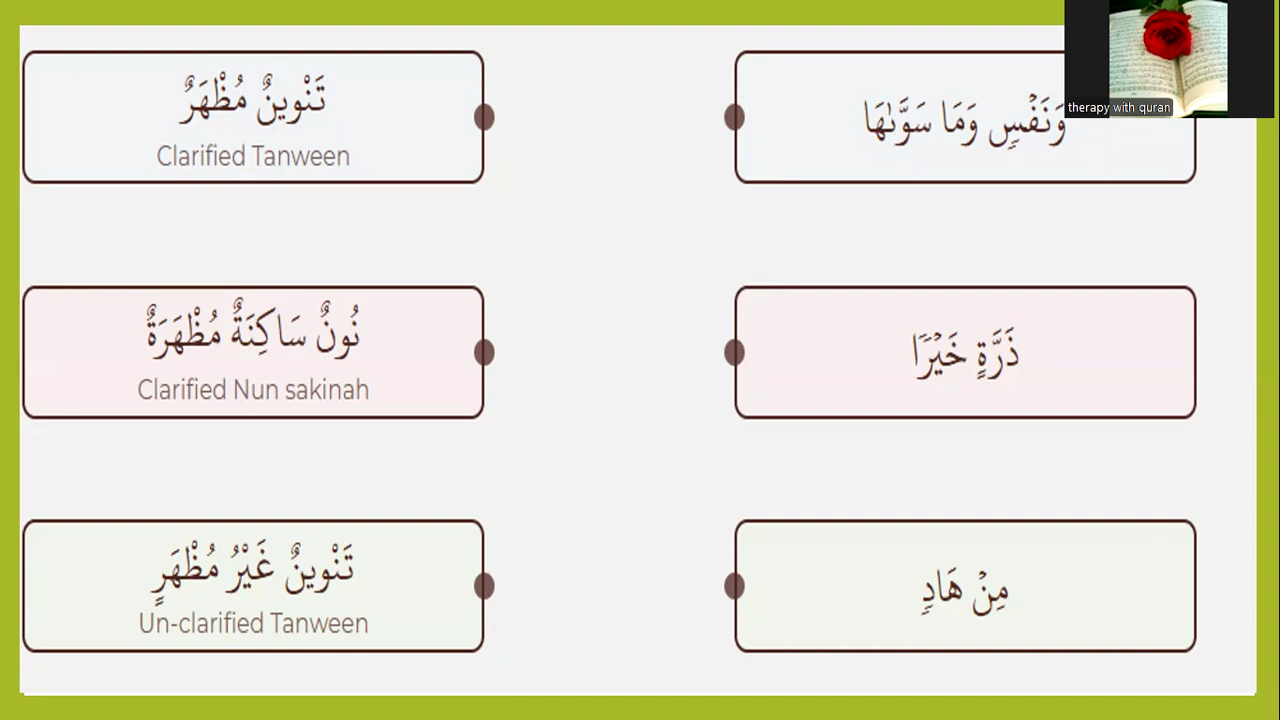 تَنْوِينٌ مُظْهَرٌ
Clarified Tanween
وَنَفۡسٖ وَمَا سَوَّىٰهَا
therapy with quran
نُونٌ سَاكِنَةٌ مُظْهَرَةٌ
Clarified Nun sakinah
ذَرَّةٍ خَيۡرٗا
تَنْوِينٌ غَيْرُ مُظْهَرٍ
Un-clarified Tanween
مِنۡ هَادٖ